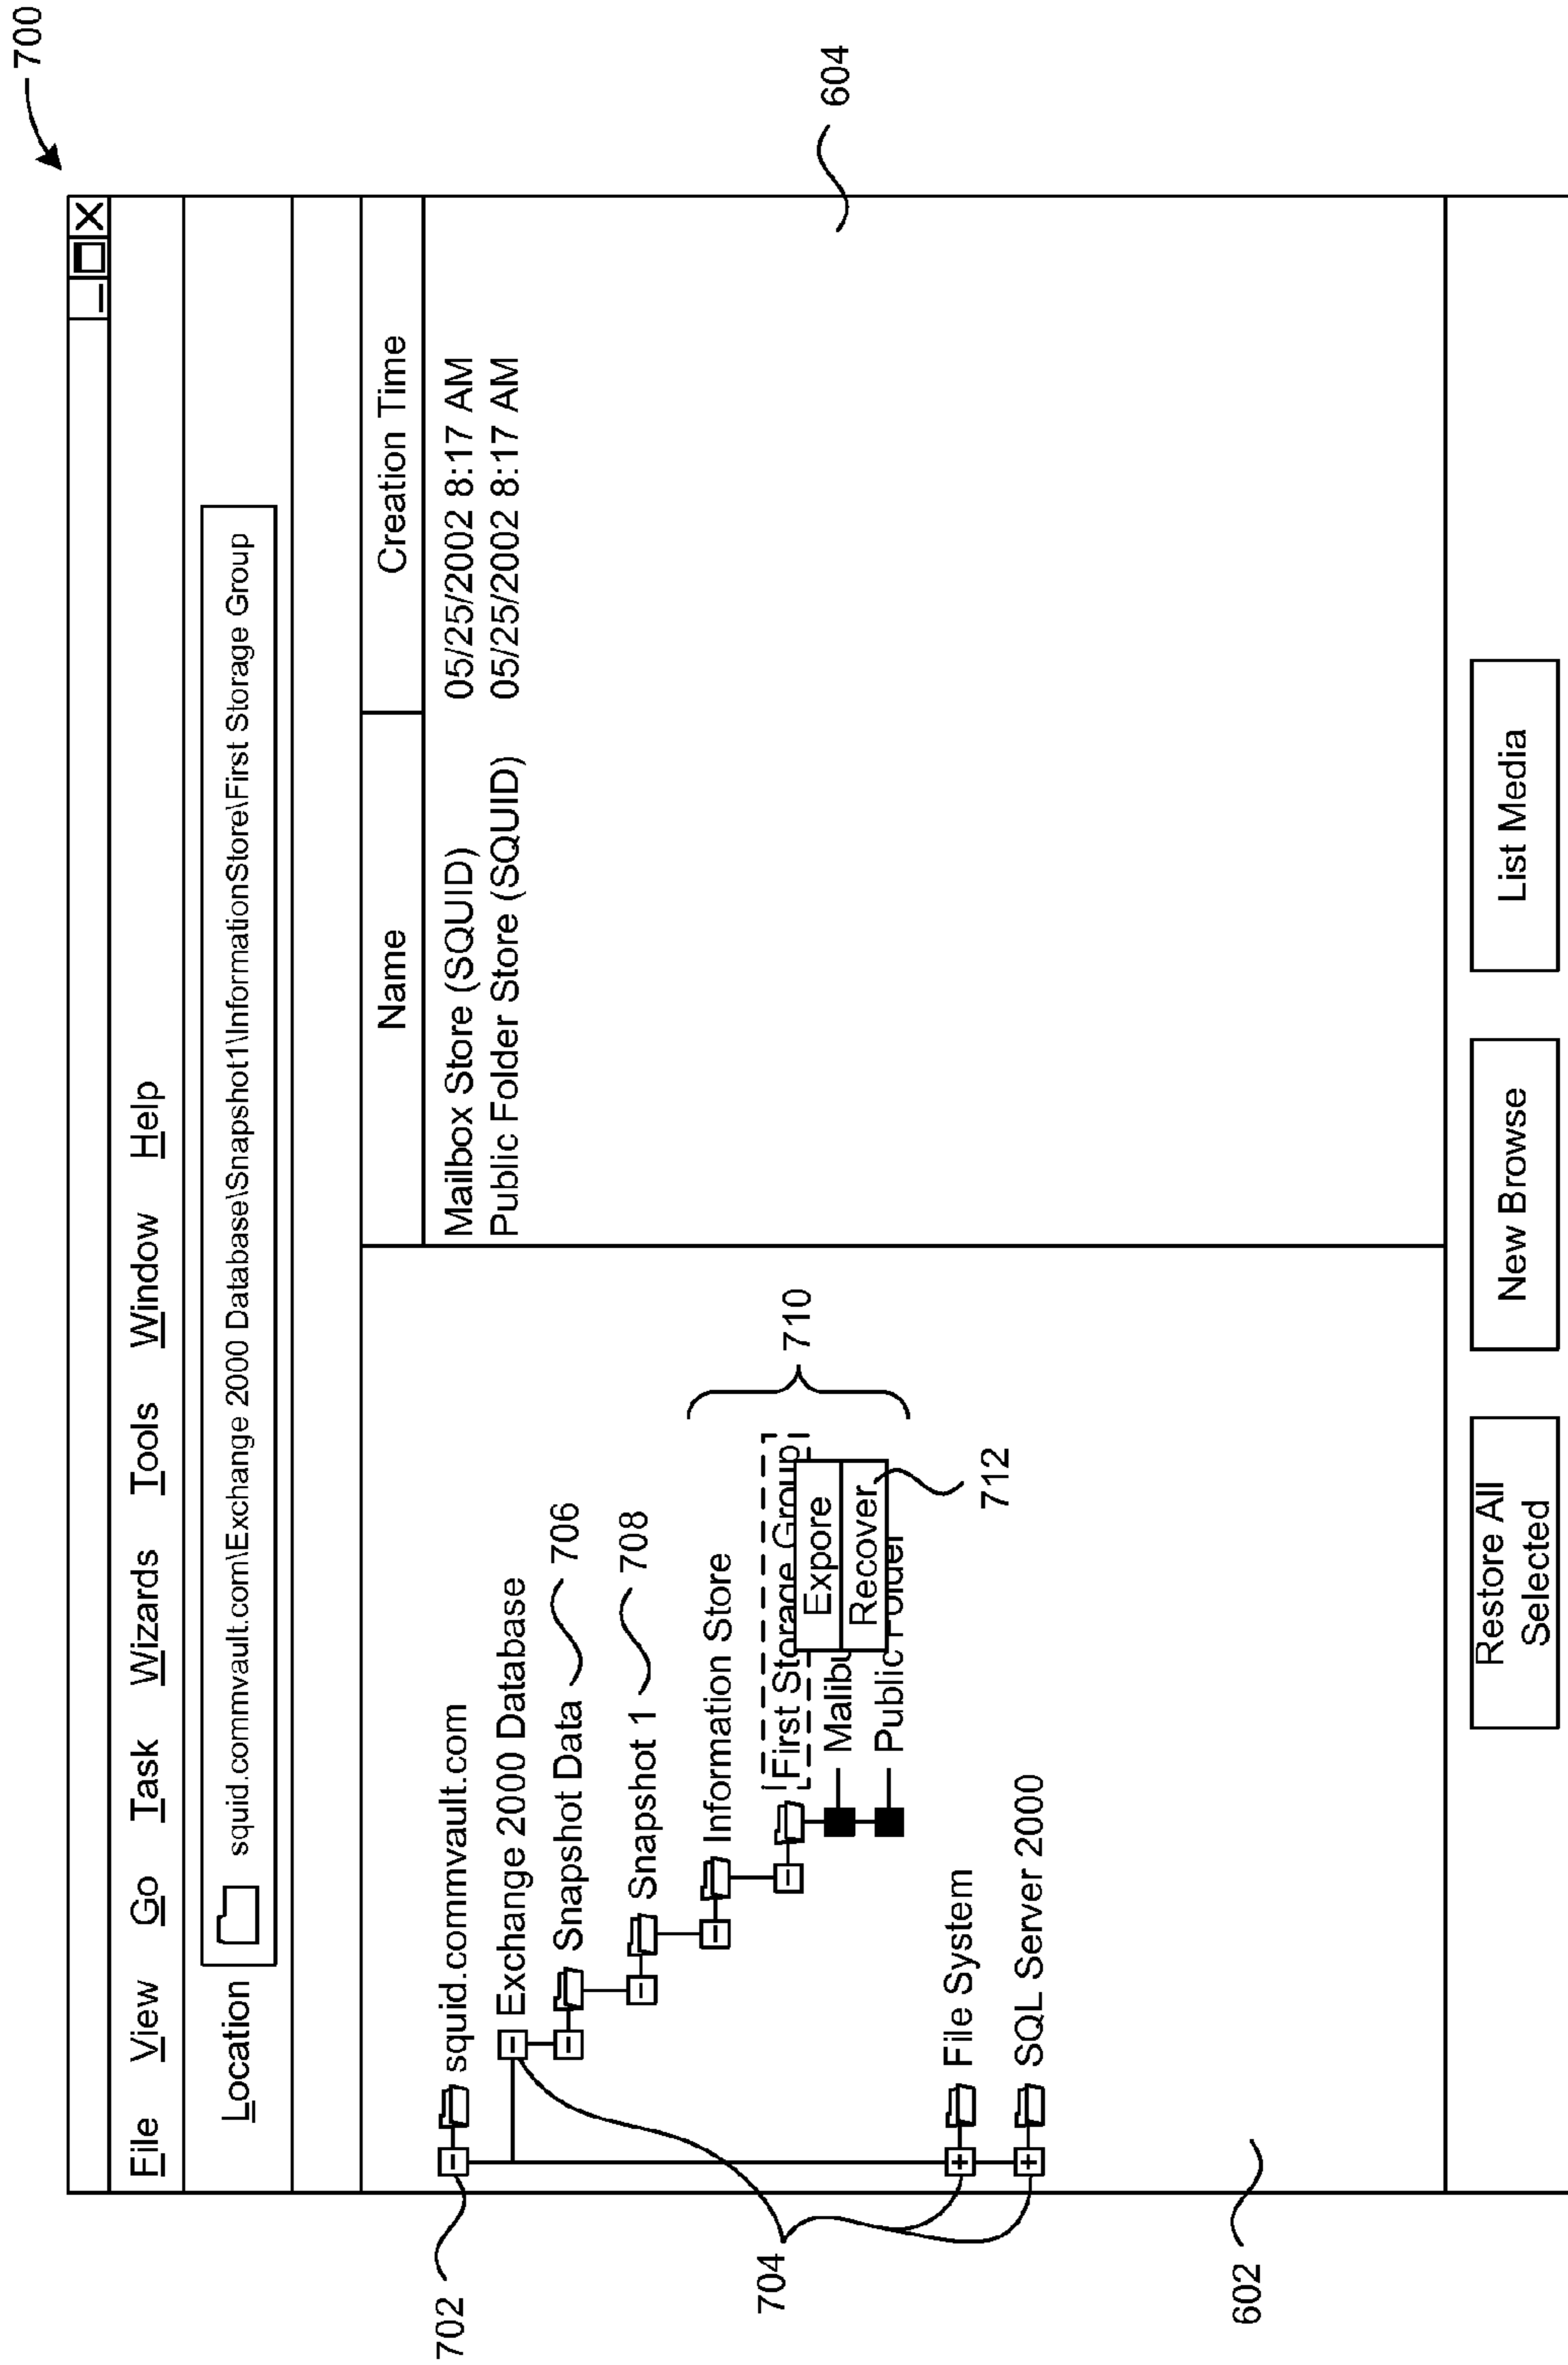 700
File View Go Task Wizards Tools Window Help
Location squid.commvault.com\Exchange 2000 Database\Snapshot1\InformationStore\First Storage Group
Name Creation Time
Mailbox Store (SQUID) 05/25/2002 8:17 AM
Public Folder Store (SQUID) 05/25/2002 8:17 AM
604
702
squid.commvault.com
Exchange 2000 Database
Snapshot Data 706
Snapshot 1 708
Information Store
First Storage Group
710
Expore
Malibu
Recover
Public Folder
712
704
File System
SQL Server 2000
602
Restore All
Selected
New Browse
List Media